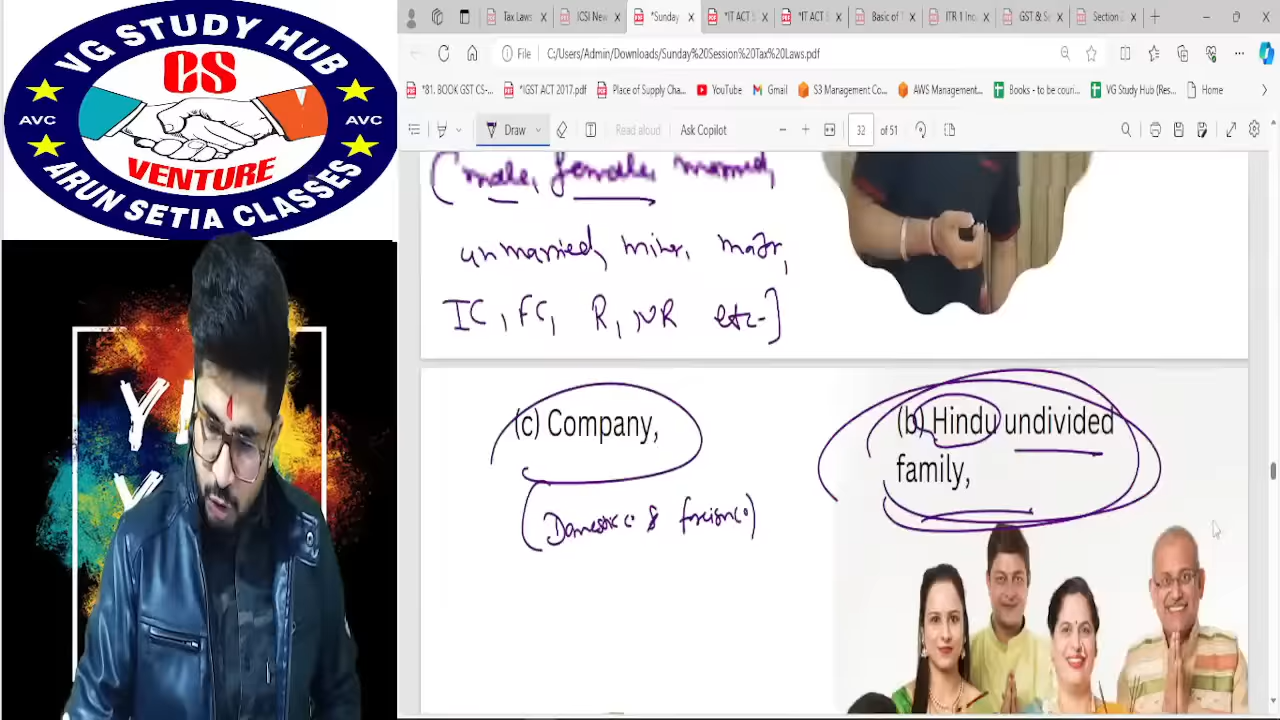 VG STUDY HUB
CS
AVC
AVC
VENTURE
ARUN SETIA CLASSES
Tax Laws
ICSI New
*Sunday
*IT ACT
*IT A
Basic of
ITR 1 Inc
GST & S
Section
File
C:/Users/Admin/Downloads/Sunday%20Session%20Tax%20Laws.pdf
*81. BOOK GST CS-...
*IGST ACT 2017.pdf
Place of Supply Cha...
YouTube
Gmail
S3 Management Co...
AWS Management...
Books - to be couri...
VG Study Hub (Res...
Home
Draw
Read aloud
Ask Copilot
32
of 51
(male, female, married,
unmarried, minor, major,
IC, FC, R, NR etc-]
(c) Company,
(Domestic co & foreign co)
(b) Hindu undivided
family,